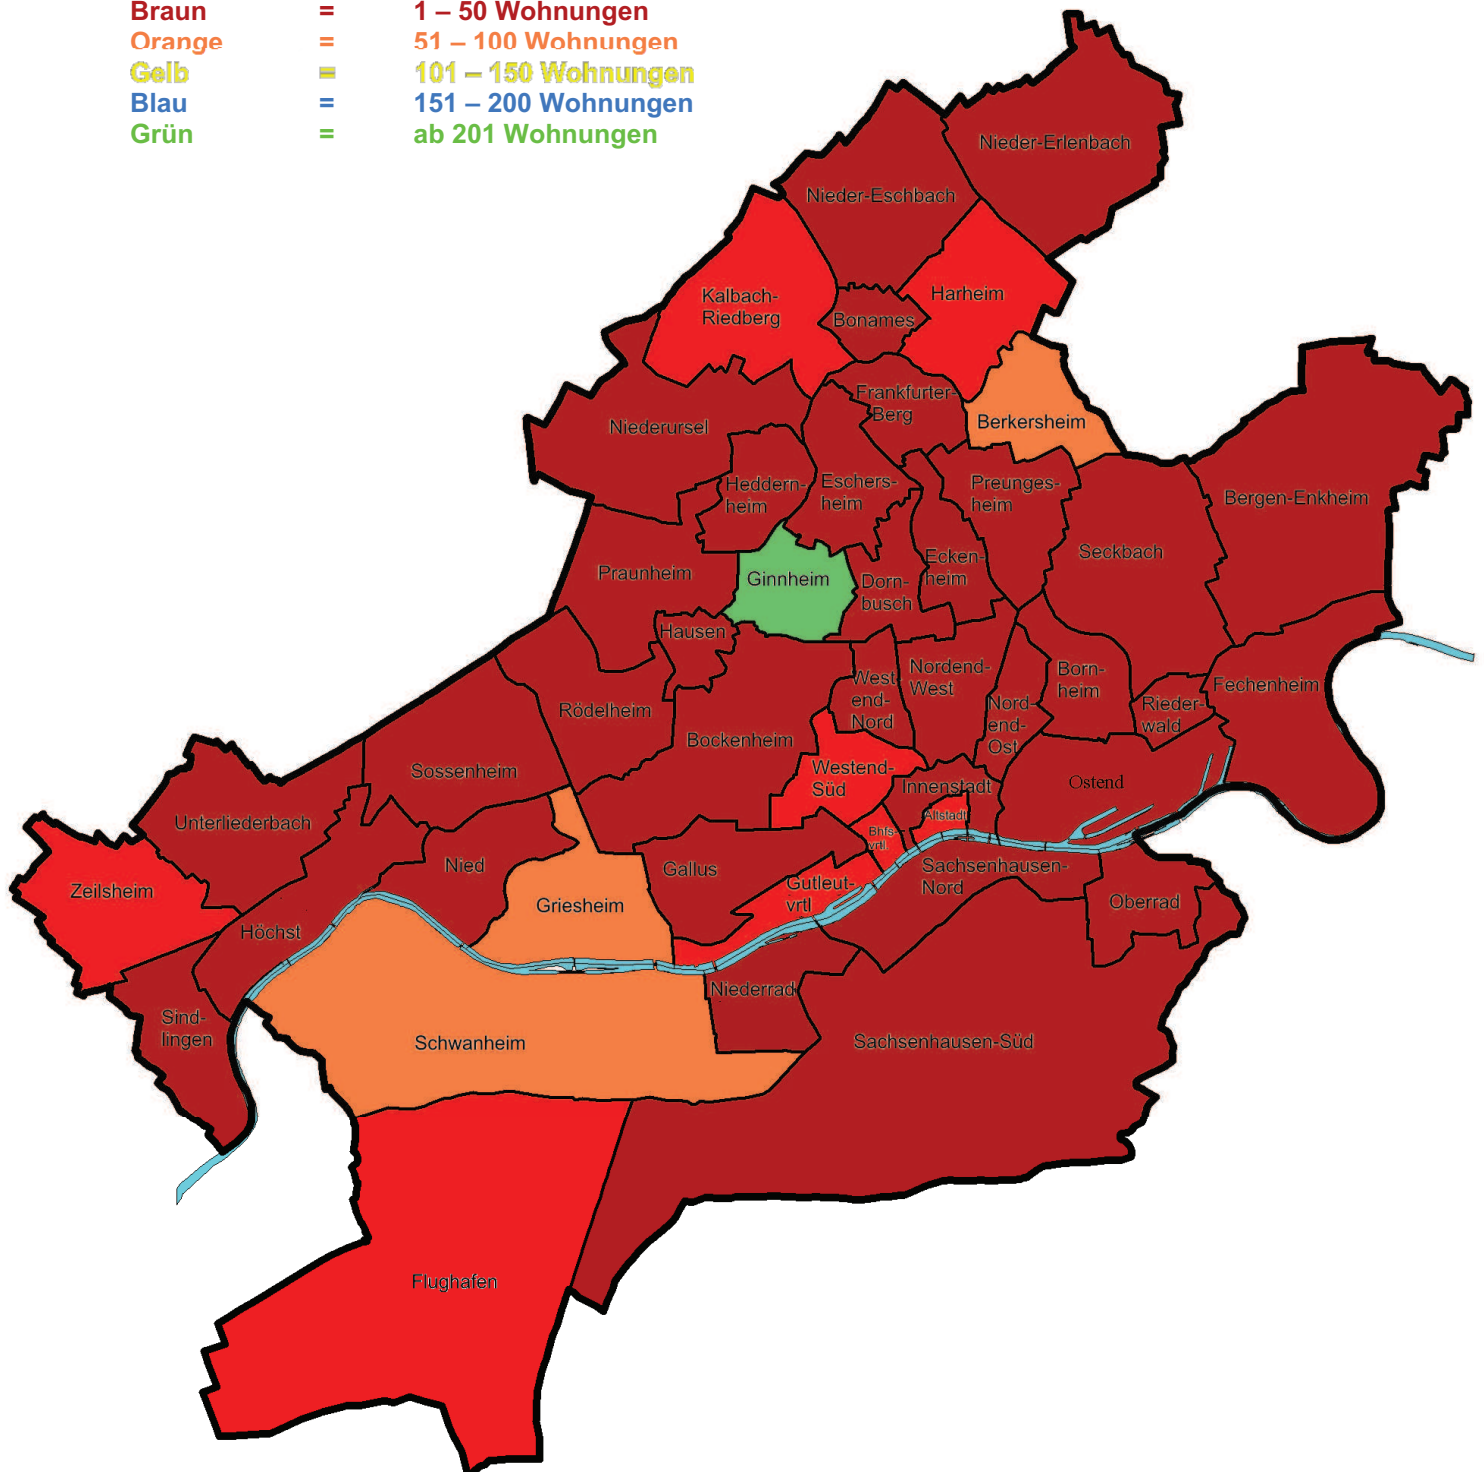 Braun = 1 – 50 Wohnungen
Orange = 51 – 100 Wohnungen
Gelb = 101 – 150 Wohnungen
Blau = 151 – 200 Wohnungen
Grün = ab 201 Wohnungen
Nieder-Erlenbach
Nieder-Eschbach
Kalbach-
Riedberg
Harheim
Bonames
Frankfurter-
Berg
Berkersheim
Niederursel
Heddern-
heim
Eschers-
heim
Preunges-
heim
Bergen-Enkheim
Seckbach
Praunheim
Ginnheim
Dorn-
busch
Ecken-
heim
Hausen
West-
end-
Nord
Nordend-
West
Born-
heim
Fechenheim
Rödelheim
Nord-
end-
Ost
Rieder-
wald
Bockenheim
Sossenheim
Westend-
Süd
Innenstadt
Ostend
Unterliederbach
Altstadt
Bhfs-
vrtl.
Zeilsheim
Nied
Gallus
Gutleut-
vrtl
Sachsenhausen-
Nord
Griesheim
Oberrad
Höchst
Niederrad
Sind-
lingen
Schwanheim
Sachsenhausen-Süd
Flughafen